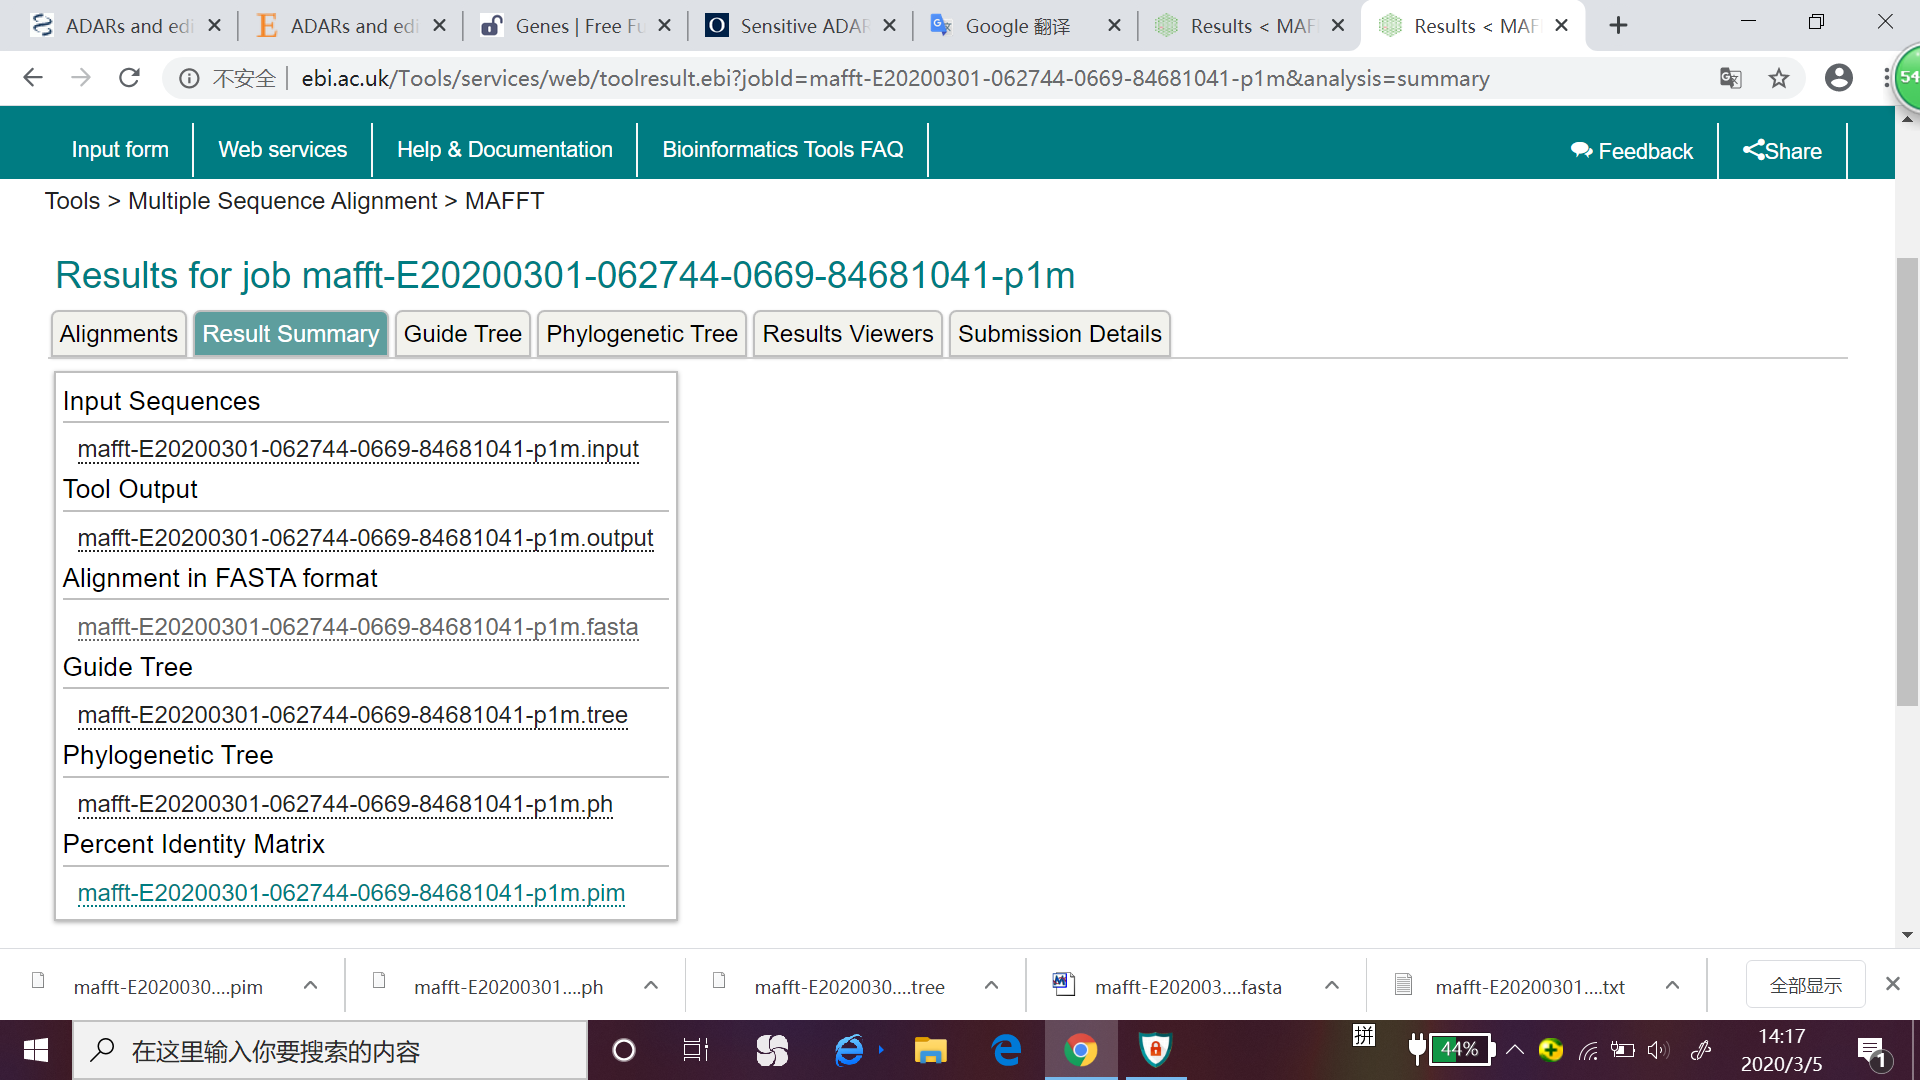 ADARs and edi
ADARs and edi
Genes | Free Fu
Sensitive ADAR
Google 翻译
Results < MAF
Results < MAF
不安全
ebi.ac.uk/Tools/services/web/toolresult.ebi?jobId=mafft-E20200301-062744-0669-84681041-p1m&analysis=summary
54
Input form
Web services
Help & Documentation
Bioinformatics Tools FAQ
Feedback
Share
Tools > Multiple Sequence Alignment > MAFFT
Results for job mafft-E20200301-062744-0669-84681041-p1m
Alignments
Result Summary
Guide Tree
Phylogenetic Tree
Results Viewers
Submission Details
Input Sequences
mafft-E20200301-062744-0669-84681041-p1m.input
Tool Output
mafft-E20200301-062744-0669-84681041-p1m.output
Alignment in FASTA format
mafft-E20200301-062744-0669-84681041-p1m.fasta
Guide Tree
mafft-E20200301-062744-0669-84681041-p1m.tree
Phylogenetic Tree
mafft-E20200301-062744-0669-84681041-p1m.ph
Percent Identity Matrix
mafft-E20200301-062744-0669-84681041-p1m.pim
mafft-E2020030....pim
mafft-E20200301....ph
mafft-E2020030....tree
mafft-E202003....fasta
mafft-E20200301....txt
全部显示
在这里输入你要搜索的内容
拼
44%
14:17
2020/3/5
1